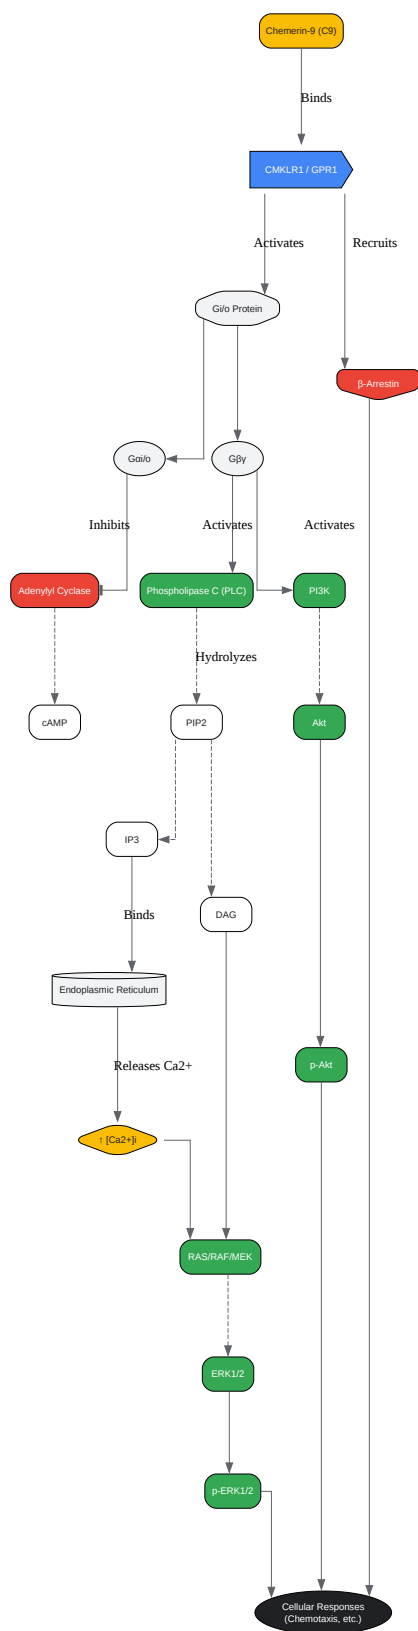 Chemerin-9 (C9)
Binds
CMKLR1 / GPR1
Activates
Recruits
Gi/o Protein
β-Arrestin
Gαi/o
Gβγ
Inhibits
Activates
Activates
Adenylyl Cyclase
Phospholipase C (PLC)
PI3K
Hydrolyzes
cAMP
PIP2
Akt
IP3
DAG
Binds
Endoplasmic Reticulum
Releases Ca2+
p-Akt
↑ [Ca2+]i
RAS/RAF/MEK
ERK1/2
p-ERK1/2
Cellular Responses
(Chemotaxis, etc.)